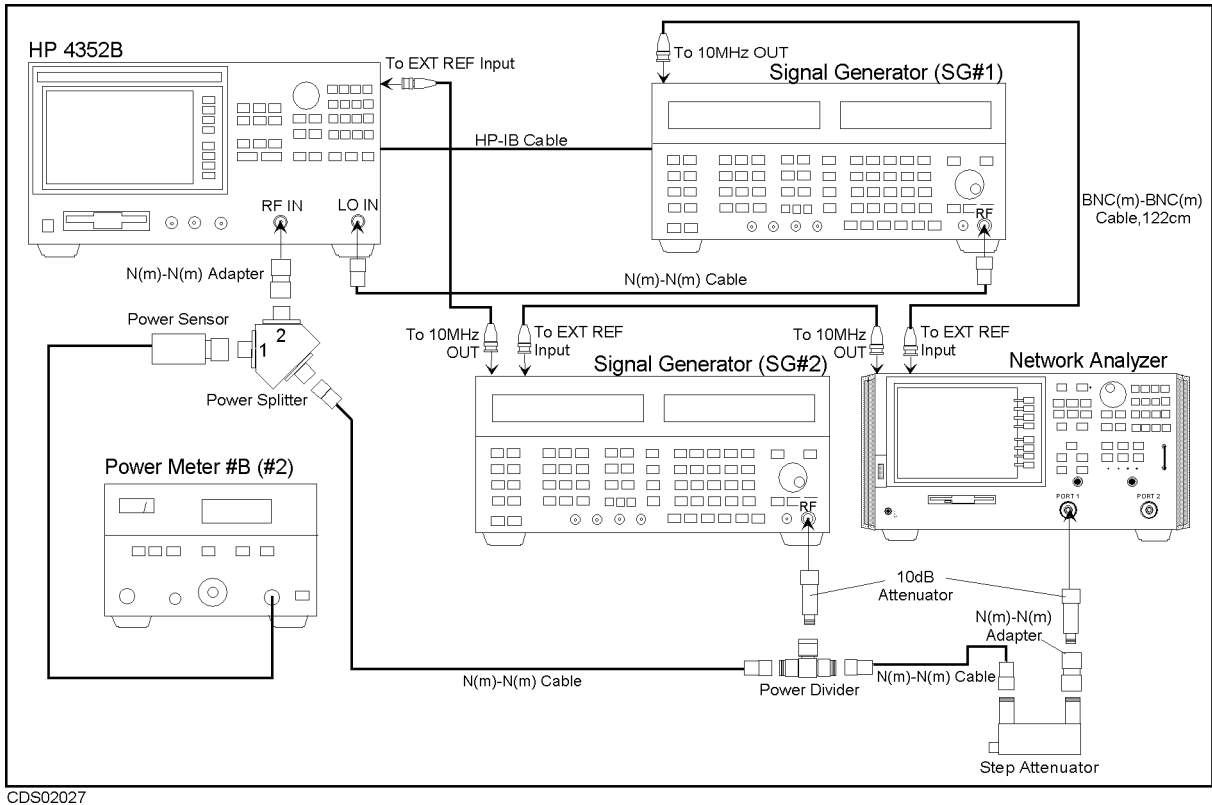 HP 4352B
To EXT REF Input
To 10MHz OUT
Signal Generator (SG#1)
HP-IB Cable
RF IN
LO IN
RF
BNC(m)-BNC(m)
Cable,122cm
N(m)-N(m) Adapter
N(m)-N(m) Cable
Power Sensor
1
2
Power Splitter
To 10MHz
OUT
To EXT REF
Input
To 10MHz
OUT
To EXT REF
Input
Signal Generator (SG#2)
Network Analyzer
Power Meter #B (#2)
RF
PORT 1
PORT 2
10dB
Attenuator
N(m)-N(m)
Adapter
N(m)-N(m) Cable
Power Divider
N(m)-N(m) Cable
Step Attenuator
CDS02027